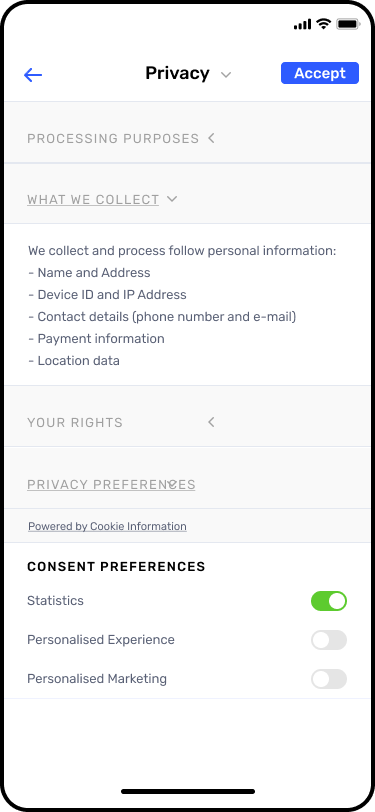 Privacy
Accept
PROCESSING PURPOSES
WHAT WE COLLECT
We collect and process follow personal information:
- Name and Address
- Device ID and IP Address
- Contact details (phone number and e-mail)
- Payment information
- Location data
YOUR RIGHTS
PRIVACY PREFERENCES
Powered by Cookie Information
CONSENT PREFERENCES
Statistics
Personalised Experience
Personalised Marketing